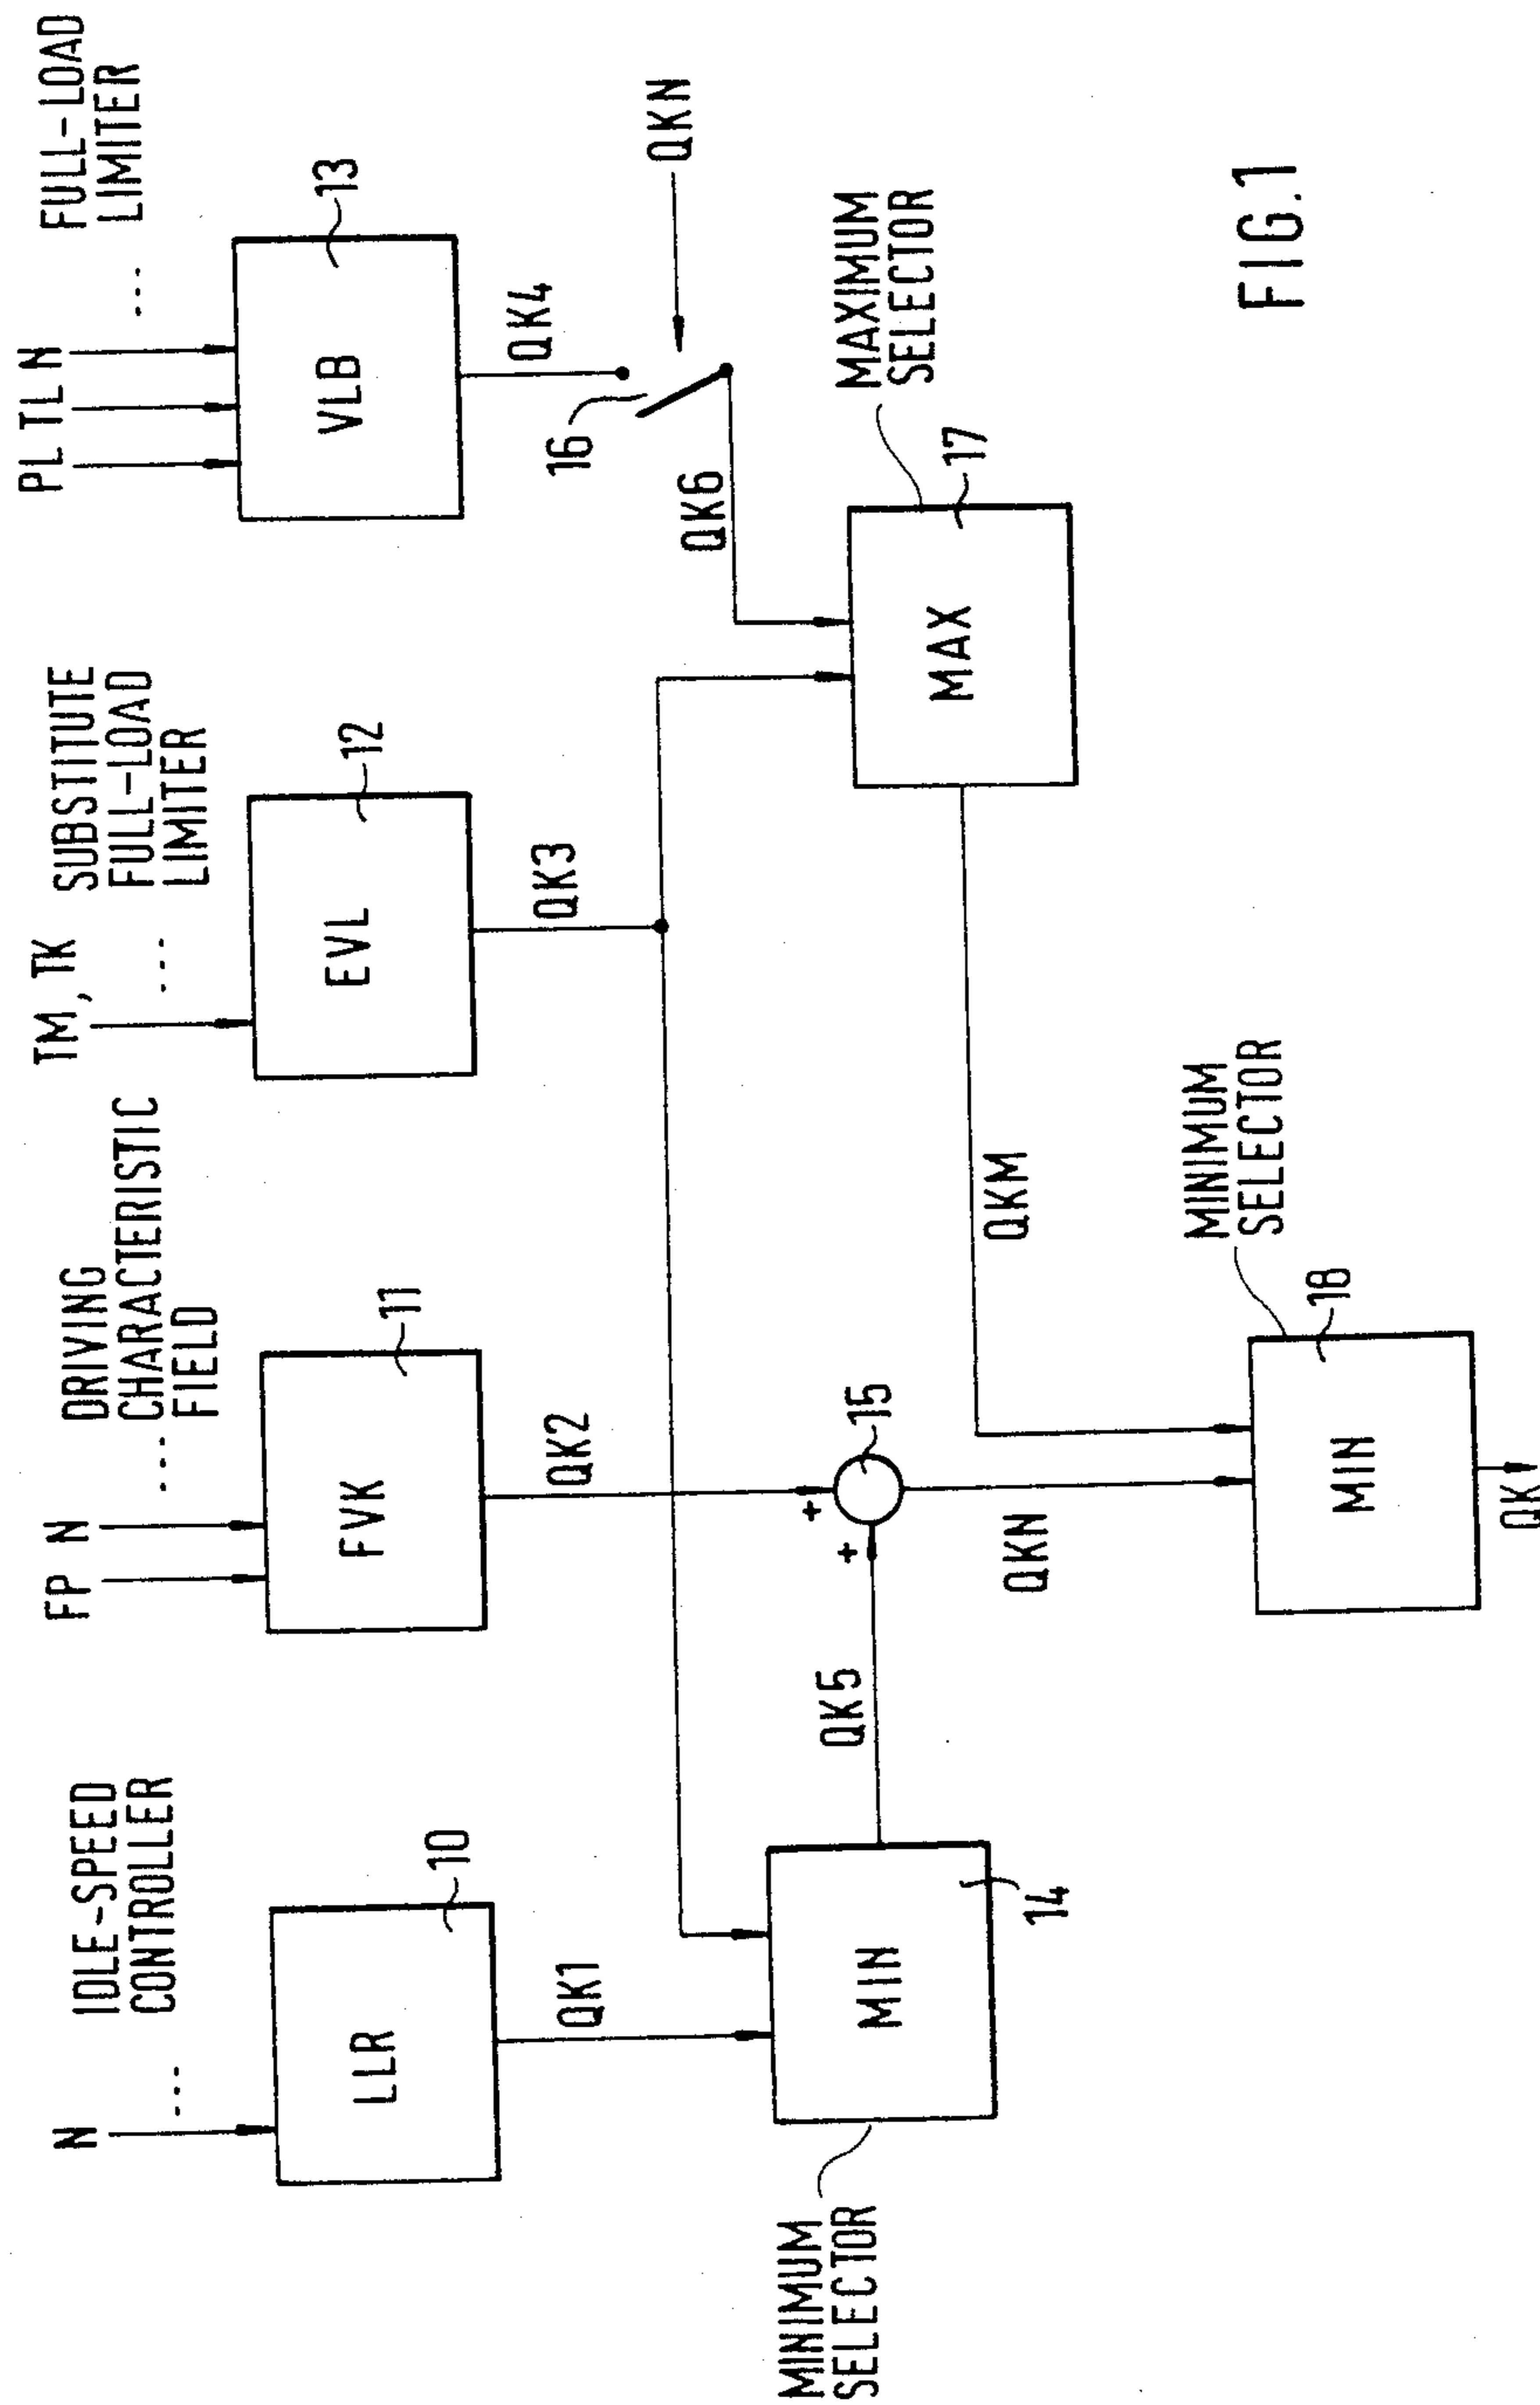 N
...
IDLE-SPEED
CONTROLLER
FP N
...
DRIVING
CHARACTERISTIC
FIELD
TM, TK
...
SUBSTITUTE
FULL-LOAD
LIMITER
PL TL N
...
FULL-LOAD
LIMITER
LLR
10
FVK
11
EVL
12
VLB
13
QK1
QK2
QK3
QK4
16
QKN
QK6
MINIMUM
SELECTOR
MIN
14
QK5
+
+
15
MAX
17
MAXIMUM
SELECTOR
QKN
QKM
MIN
18
MINIMUM
SELECTOR
QK
FIG.1